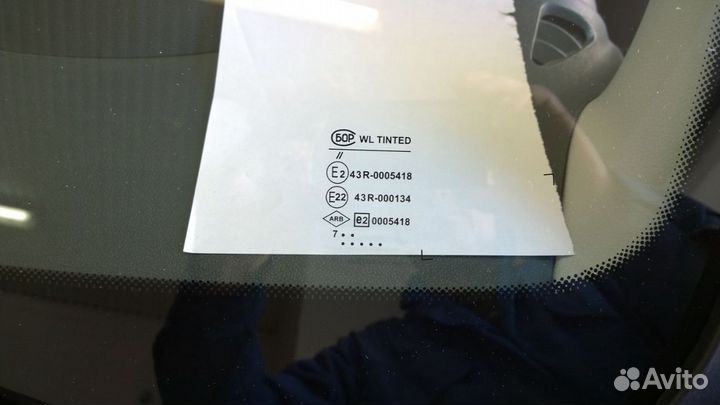 БОР WL TINTED
//
E2 43R-0005418
E22 43R-000134
ARB e2 0005418
7 • •
• • • • •
Avito